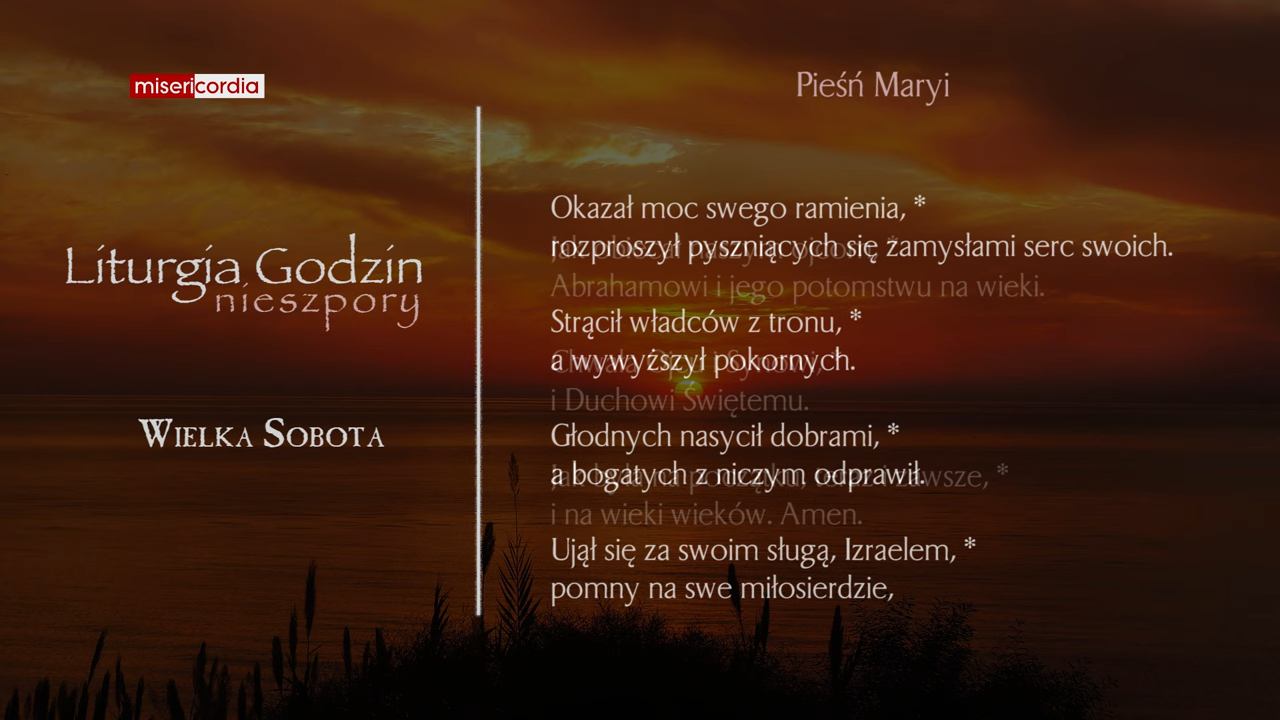 misericordia
Pieśń Maryi
Liturgia Godzin
nieszpory
Wielka Sobota
Okazał moc swego ramienia, *
rozproszył pyszniących się zamysłami serc swoich.
Abrahamowi i jego potomstwu na wieki.
Strącił władców z tronu, *
a wywyższył pokornych.
i Duchowi Świętemu.
Głodnych nasycił dobrami, *
a bogatych z niczym odprawił.
i na wieki wieków. Amen.
Ujął się za swoim sługą, Izraelem, *
pomny na swe miłosierdzie,